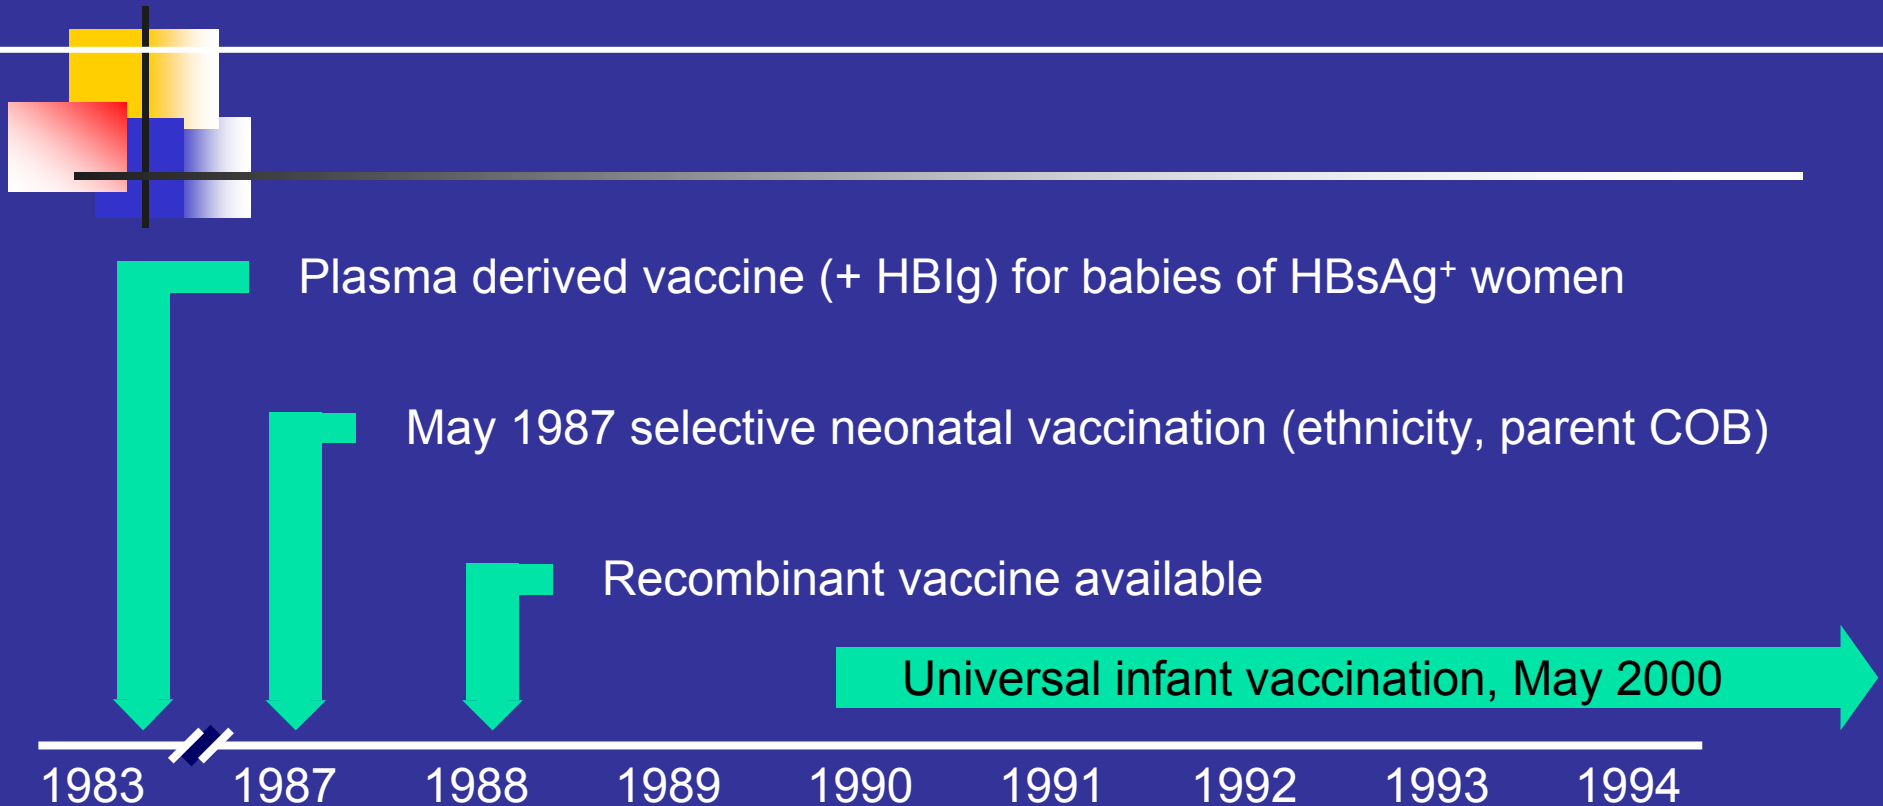 Plasma derived vaccine (+ HBIg) for babies of HBsAg⁺ women
May 1987 selective neonatal vaccination (ethnicity, parent COB)
Recombinant vaccine available
Universal infant vaccination, May 2000
1983 1987 1988 1989 1990 1991 1992 1993 1994